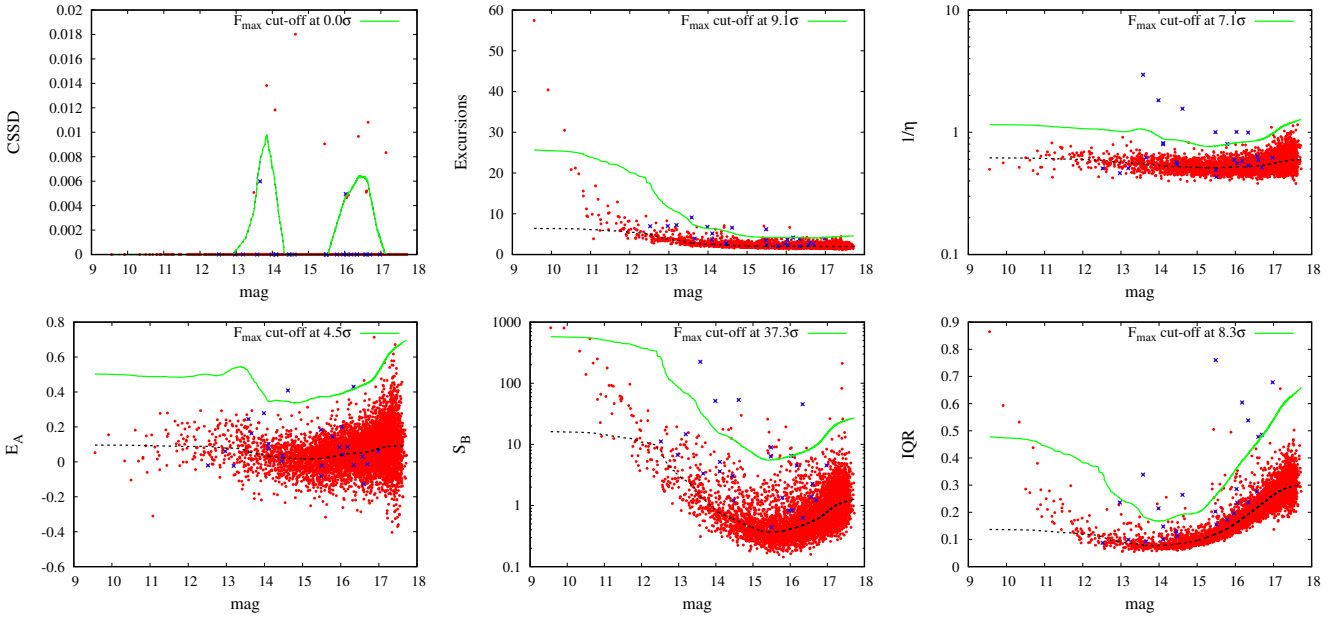 F_max cut-off at 0.0σ
0.02
0.018
0.016
0.014
0.012
0.01
0.008
0.006
0.004
0.002
0
CSSD
9 10 11 12 13 14 15 16 17 18
mag
F_max cut-off at 9.1σ
60
50
40
30
20
10
0
Excursions
9 10 11 12 13 14 15 16 17 18
mag
F_max cut-off at 7.1σ
10
1
0.1
1/η
9 10 11 12 13 14 15 16 17 18
mag
F_max cut-off at 4.5σ
0.8
0.6
0.4
0.2
0
-0.2
-0.4
-0.6
E_A
9 10 11 12 13 14 15 16 17 18
mag
F_max cut-off at 37.3σ
1000
100
10
1
0.1
S_B
9 10 11 12 13 14 15 16 17 18
mag
F_max cut-off at 8.3σ
0.9
0.8
0.7
0.6
0.5
0.4
0.3
0.2
0.1
0
IQR
9 10 11 12 13 14 15 16 17 18
mag